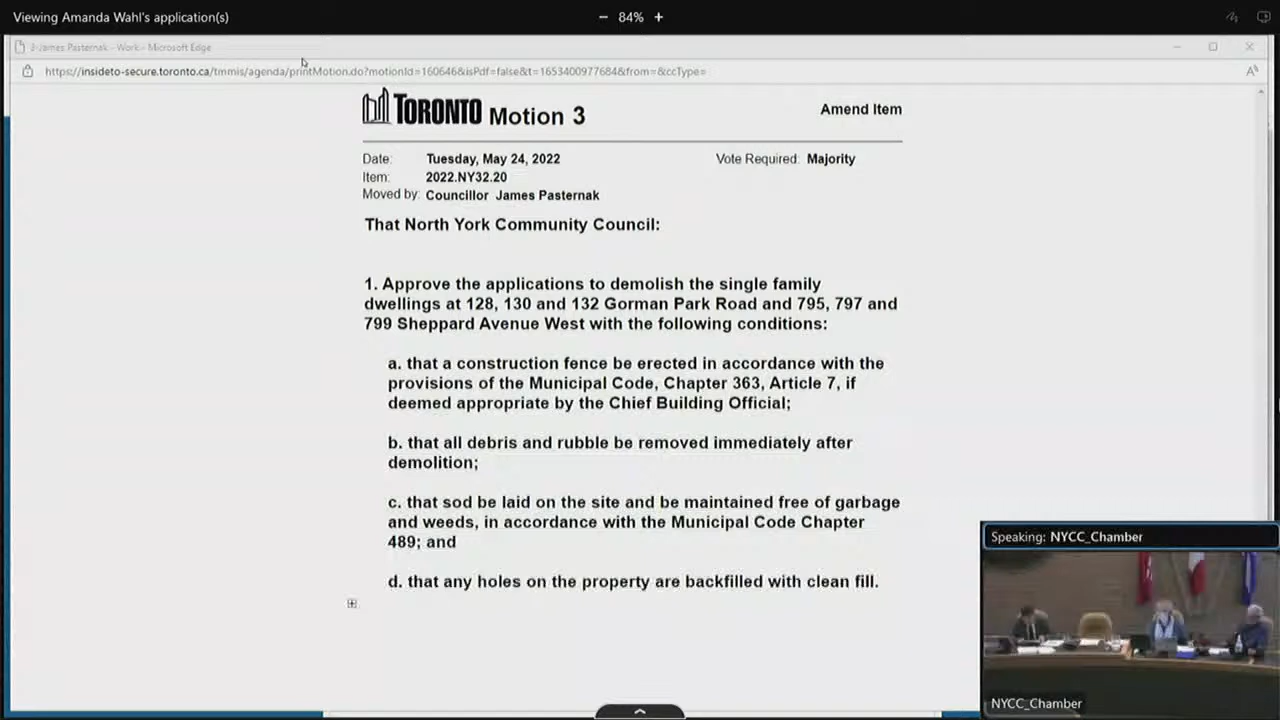 Viewing Amanda Wahl's application(s)
− 84% +
3-James Pasternak - Work - Microsoft Edge
https://insideto-secure.toronto.ca/tmmis/agenda/printMotion.do?motionId=160646&isPdf=false&t=1653400977684&from=&ccType=
TORONTO Motion 3
Amend Item
Date: Tuesday, May 24, 2022
Vote Required: Majority
Item: 2022.NY32.20
Moved by: Councillor James Pasternak
That North York Community Council:
1. Approve the applications to demolish the single family
dwellings at 128, 130 and 132 Gorman Park Road and 795, 797 and
799 Sheppard Avenue West with the following conditions:
a. that a construction fence be erected in accordance with the
provisions of the Municipal Code, Chapter 363, Article 7, if
deemed appropriate by the Chief Building Official;
b. that all debris and rubble be removed immediately after
demolition;
c. that sod be laid on the site and be maintained free of garbage
and weeds, in accordance with the Municipal Code Chapter
489; and
d. that any holes on the property are backfilled with clean fill.
Speaking: NYCC_Chamber
NYCC_Chamber